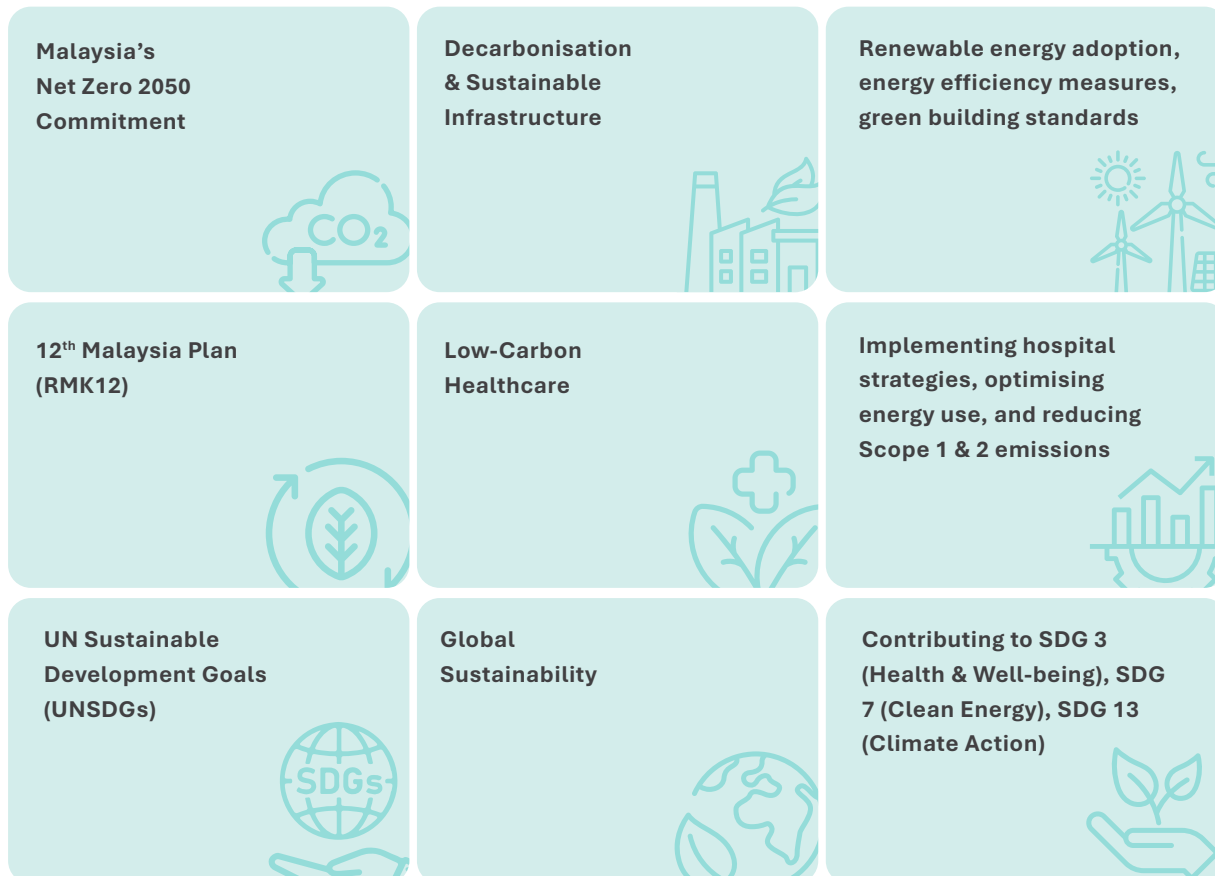 Malaysia’s
Net Zero 2050
Commitment
Decarbonisation
& Sustainable
Infrastructure
Renewable energy adoption,
energy efficiency measures,
green building standards
CO₂
12ᵗʰ Malaysia Plan
(RMK12)
Low-Carbon
Healthcare
Implementing hospital
strategies, optimising
energy use, and reducing
Scope 1 & 2 emissions
UN Sustainable
Development Goals
(UNSDGs)
SDGs
Global
Sustainability
Contributing to SDG 3
(Health & Well-being), SDG
7 (Clean Energy), SDG 13
(Climate Action)